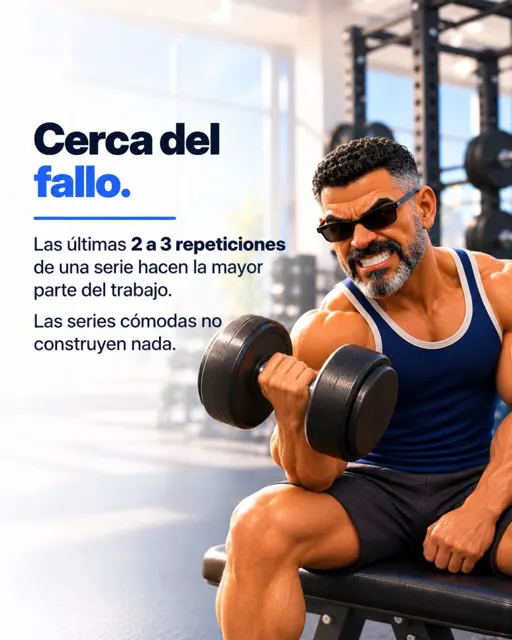 Cerca del
fallo.
Las últimas 2 a 3 repeticiones
de una serie hacen la mayor
parte del trabajo.
Las series cómodas no
construyen nada.